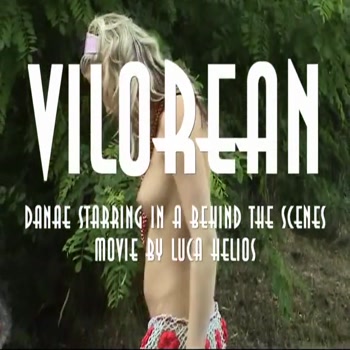 VILOREAN
DANAE STARRING IN A BEHIND THE SCENES
MOVIE BY LUCA HELIOS